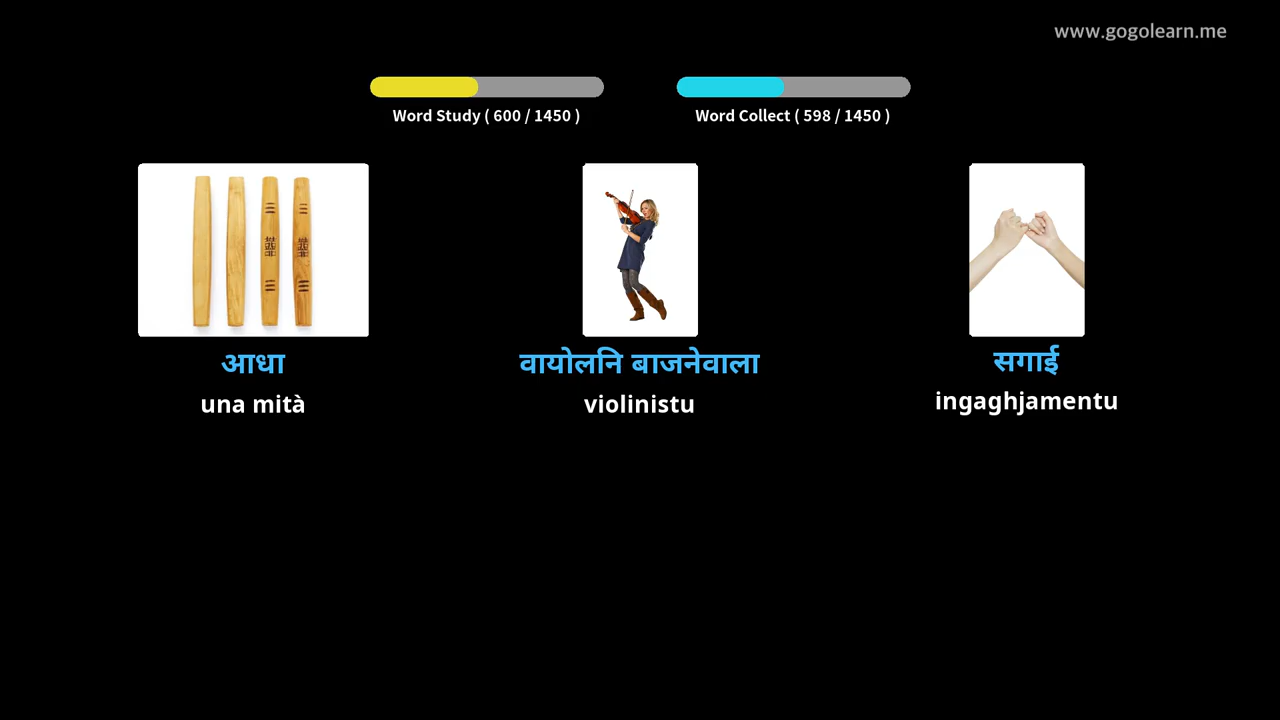 www.gogolearn.me
Word Study ( 600 / 1450 )
Word Collect ( 598 / 1450 )
आधा
una mità
वायोलनि बाजनेवाला
violinistu
सगाई
ingaghjamentu